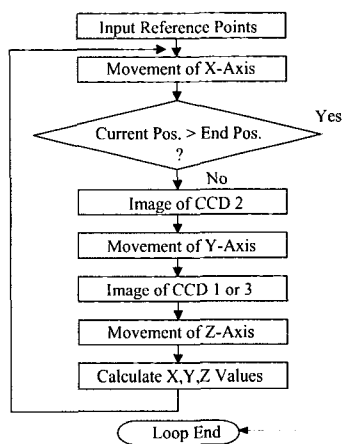 Input Reference Points
Movement of X-Axis
Current Pos. > End Pos.
?
Yes
No
Image of CCD 2
Movement of Y-Axis
Image of CCD 1 or 3
Movement of Z-Axis
Calculate X,Y,Z Values
Loop End